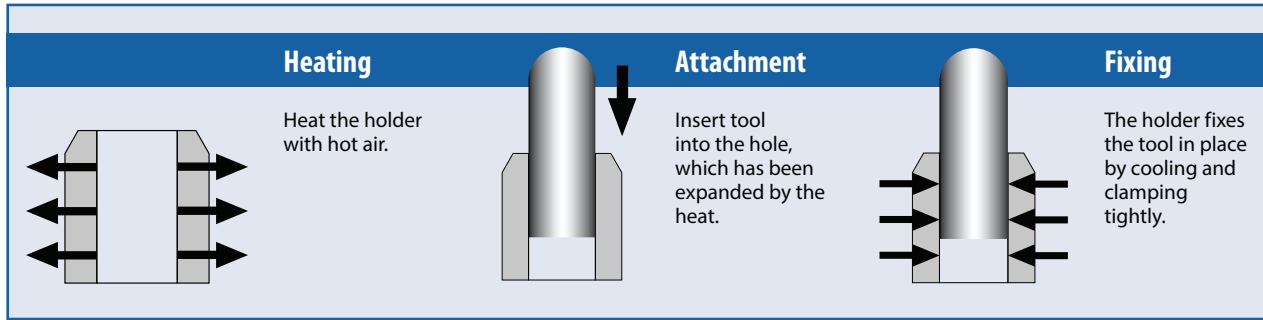 Heating
Heat the holder
with hot air.
Attachment
Insert tool
into the hole,
which has been
expanded by the
heat.
Fixing
The holder fixes
the tool in place
by cooling and
clamping
tightly.